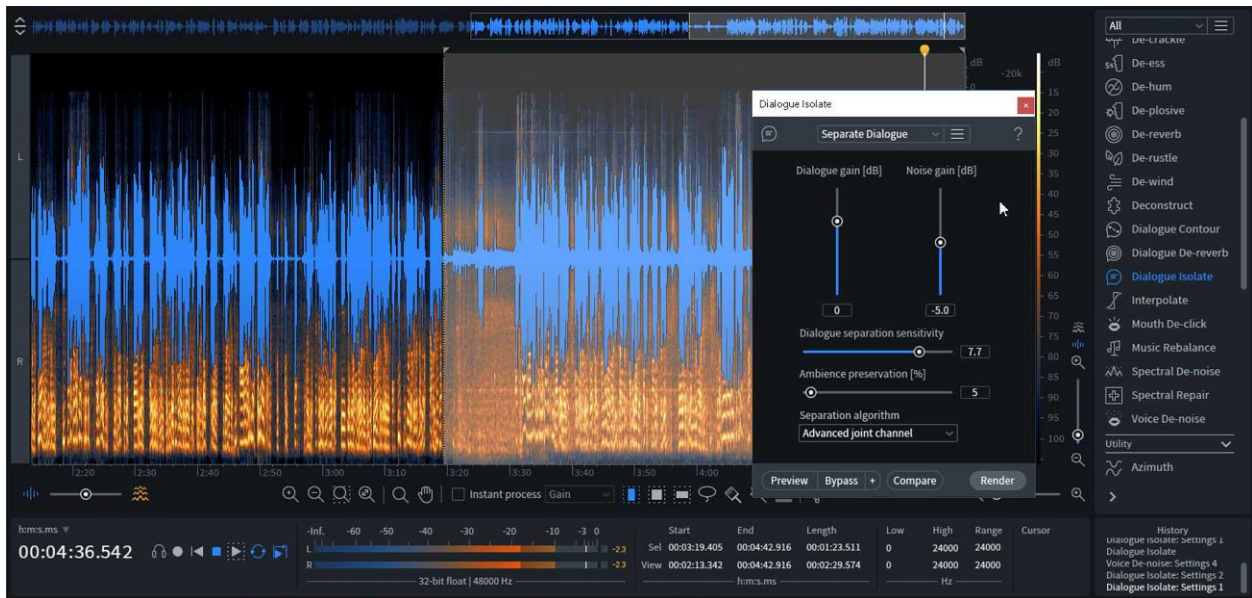 All
De-crackle
De-ess
De-hum
De-plosive
De-reverb
De-rustle
De-wind
Deconstruct
Dialogue Contour
Dialogue De-reverb
Dialogue Isolate
Interpolate
Mouth De-click
Music Rebalance
Spectral De-noise
Spectral Repair
Voice De-noise
Utility
Azimuth
L
R
dB dB
-20k
15
20
25
30
35
40
45
50
55
60
65
70
75
80
85
90
95
100
Dialogue Isolate
Separate Dialogue
?
Dialogue gain [dB] Noise gain [dB]
0 -5.0
Dialogue separation sensitivity
7.7
Ambience preservation [%]
5
Separation algorithm
Advanced joint channel
Preview Bypass + Compare Render
2:20 2:30 2:40 2:50 3:00 3:10 3:20 3:30 3:40 3:50 4:00
Instant process Gain
h:m:s.ms
00:04:36.542
-Inf. -60 -50 -40 -30 -20 -10 -3 0
L -2.3
R -2.3
32-bit float | 48000 Hz
Start End Length Low High Range Cursor
Sel 00:03:19.405 00:04:42.916 00:01:23.511 0 24000 24000
View 00:02:13.342 00:04:42.916 00:02:29.574 0 24000 24000
h:m:s.ms Hz
History
Dialogue Isolate: Settings 1
Dialogue Isolate
Voice De-noise: Settings 4
Dialogue Isolate: Settings 2
Dialogue Isolate: Settings 1